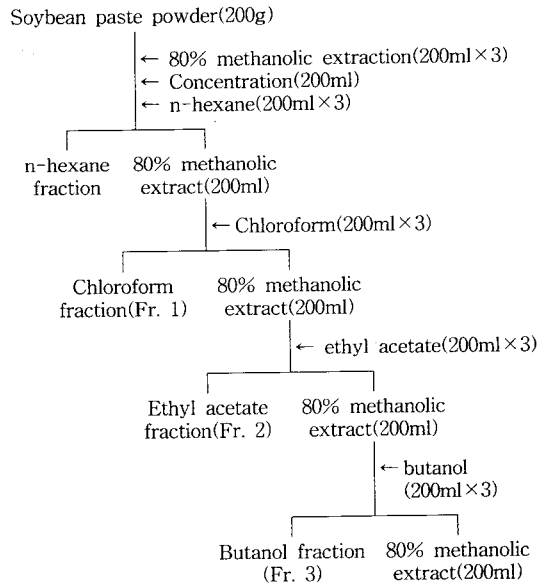 Soybean paste powder(200g)
← 80% methanolic extraction(200ml×3)
← Concentration(200ml)
← n-hexane(200ml×3)
n-hexane fraction
80% methanolic extract(200ml)
← Chloroform(200ml×3)
Chloroform fraction(Fr. 1)
80% methanolic extract(200ml)
← ethyl acetate(200ml×3)
Ethyl acetate fraction(Fr. 2)
80% methanolic extract(200ml)
← butanol
(200ml×3)
Butanol fraction
(Fr. 3)
80% methanolic extract(200ml)